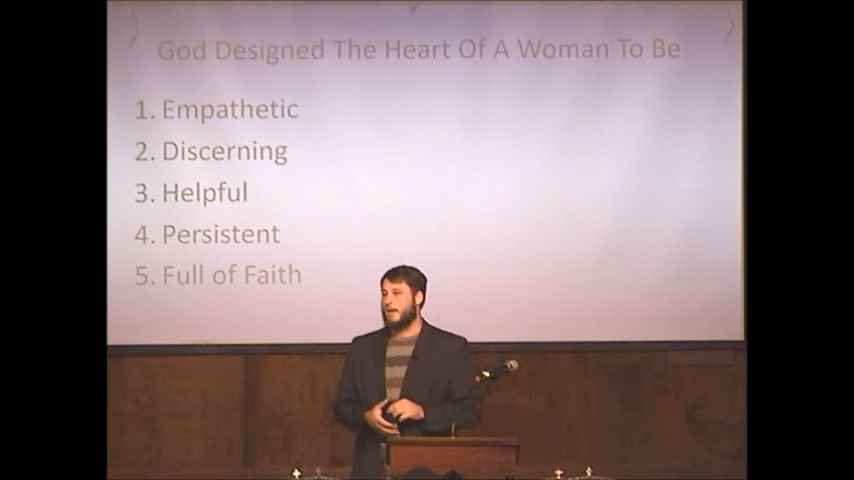 God Designed The Heart Of A Woman To Be
1. Empathetic
2. Discerning
3. Helpful
4. Persistent
5. Full of Faith